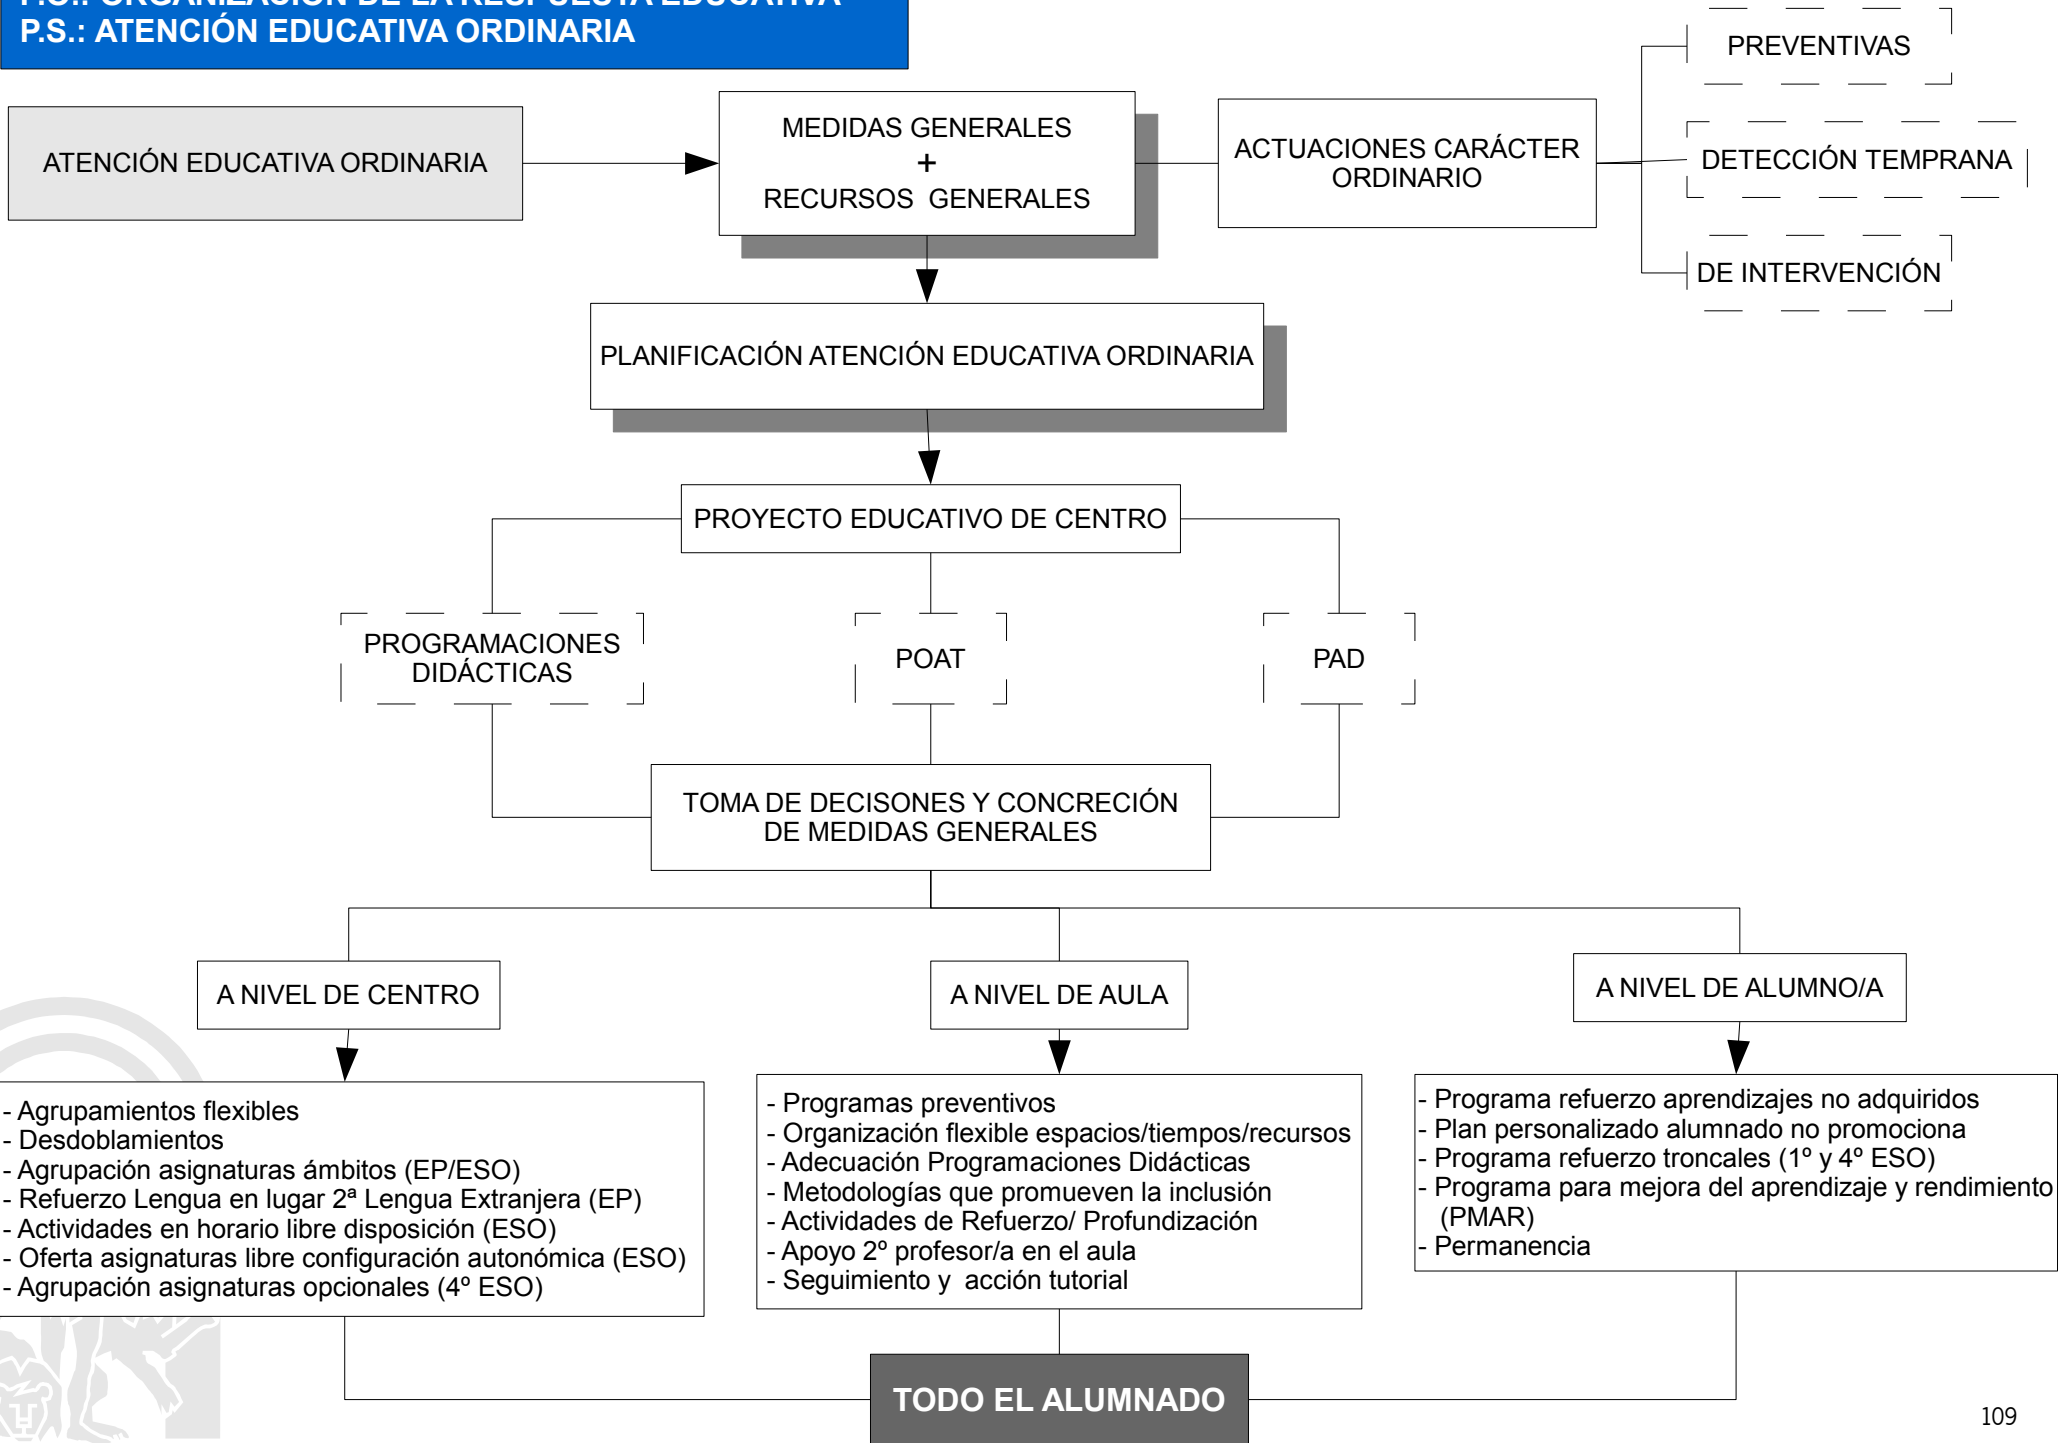 P.O.: ORGANIZACIÓN DE LA RESPUESTA EDUCATIVA
P.S.: ATENCIÓN EDUCATIVA ORDINARIA
ATENCIÓN EDUCATIVA ORDINARIA
MEDIDAS GENERALES
+
RECURSOS GENERALES
ACTUACIONES CARÁCTER
ORDINARIO
PREVENTIVAS
DETECCIÓN TEMPRANA
DE INTERVENCIÓN
PLANIFICACIÓN ATENCIÓN EDUCATIVA ORDINARIA
PROYECTO EDUCATIVO DE CENTRO
PROGRAMACIONES
DIDÁCTICAS
POAT
PAD
TOMA DE DECISONES Y CONCRECIÓN
DE MEDIDAS GENERALES
A NIVEL DE CENTRO
- Agrupamientos flexibles
- Desdoblamientos
- Agrupación asignaturas ámbitos (EP/ESO)
- Refuerzo Lengua en lugar 2ª Lengua Extranjera (EP)
- Actividades en horario libre disposición (ESO)
- Oferta asignaturas libre configuración autonómica (ESO)
- Agrupación asignaturas opcionales (4º ESO)
A NIVEL DE AULA
- Programas preventivos
- Organización flexible espacios/tiempos/recursos
- Adecuación Programaciones Didácticas
- Metodologías que promueven la inclusión
- Actividades de Refuerzo/ Profundización
- Apoyo 2º profesor/a en el aula
- Seguimiento y acción tutorial
A NIVEL DE ALUMNO/A
- Programa refuerzo aprendizajes no adquiridos
- Plan personalizado alumnado no promociona
- Programa refuerzo troncales (1º y 4º ESO)
- Programa para mejora del aprendizaje y rendimiento
(PMAR)
- Permanencia
TODO EL ALUMNADO
109